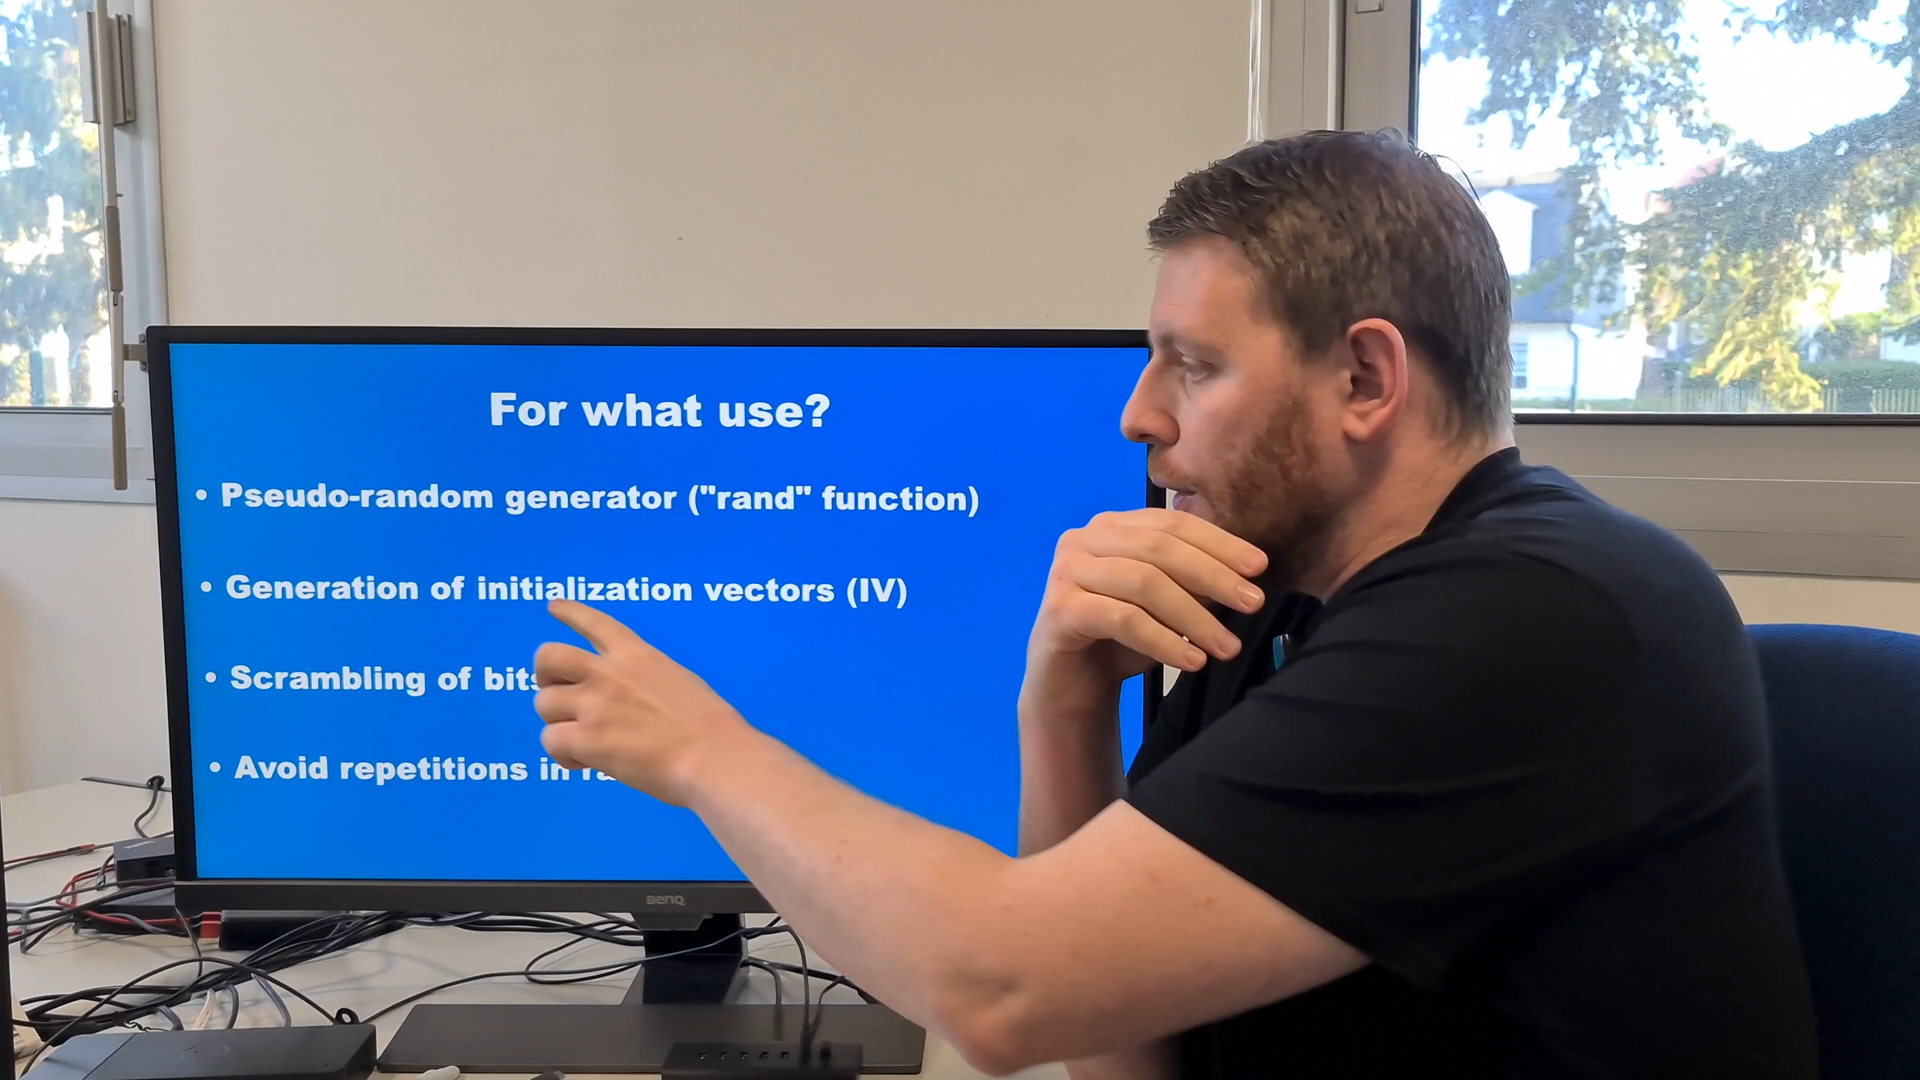 For what use?
• Pseudo-random generator ("rand" function)
• Generation of initialization vectors (IV)
• Scrambling of bits
• Avoid repetitions in
BenQ